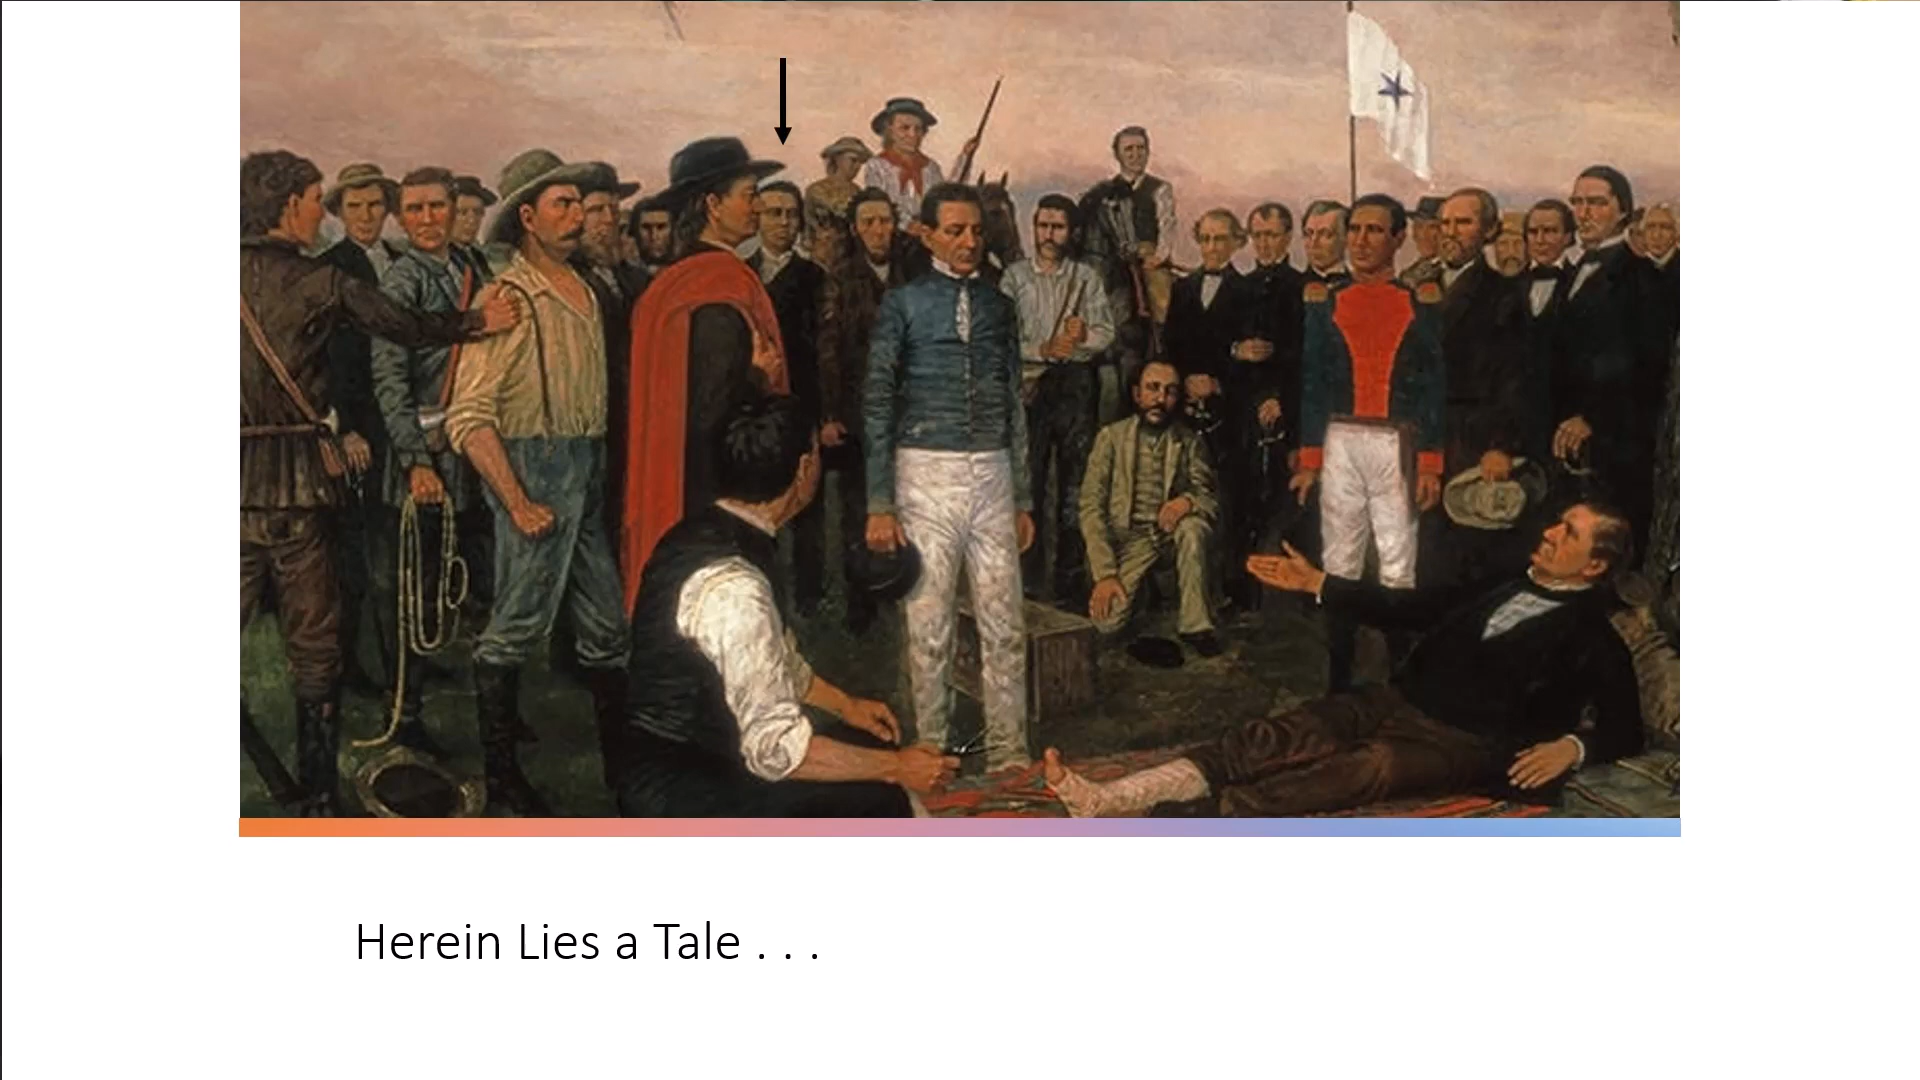 Herein Lies a Tale . . .